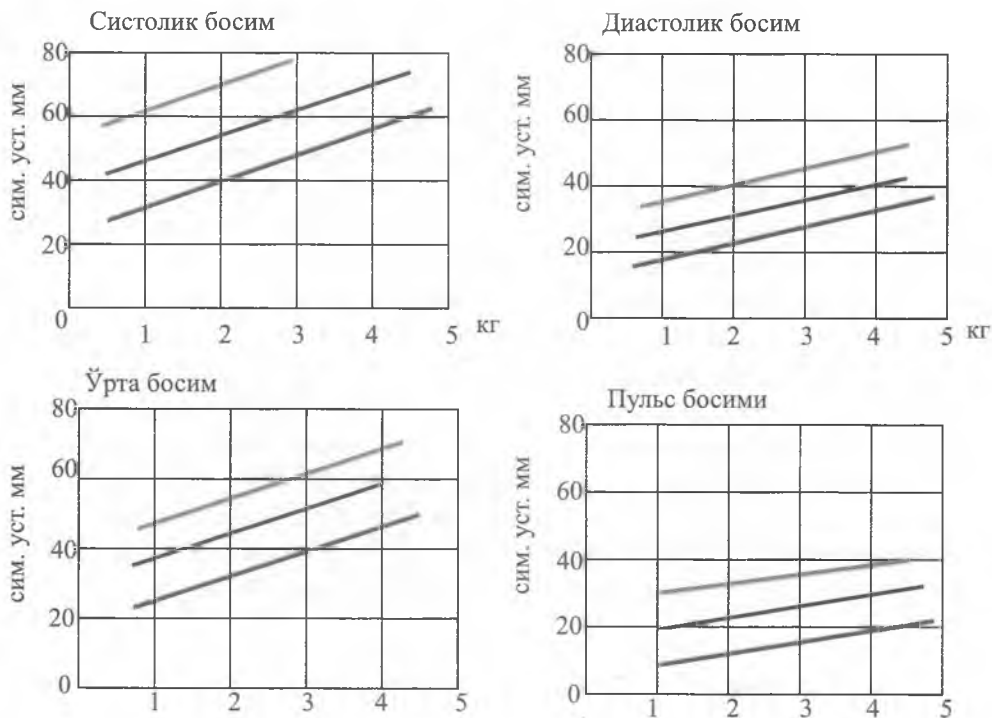 Систолик босим
сим. уст. мм
80
60
40
20
0
1 2 3 4 5 кг
Диастолик босим
сим. уст. мм
80
60
40
20
0
1 2 3 4 5 кг
Ўрта босим
сим. уст. мм
80
60
40
20
0
1 2 3 4 5
Пульс босими
сим. уст. мм
80
60
40
20
0
1 2 3 4 5